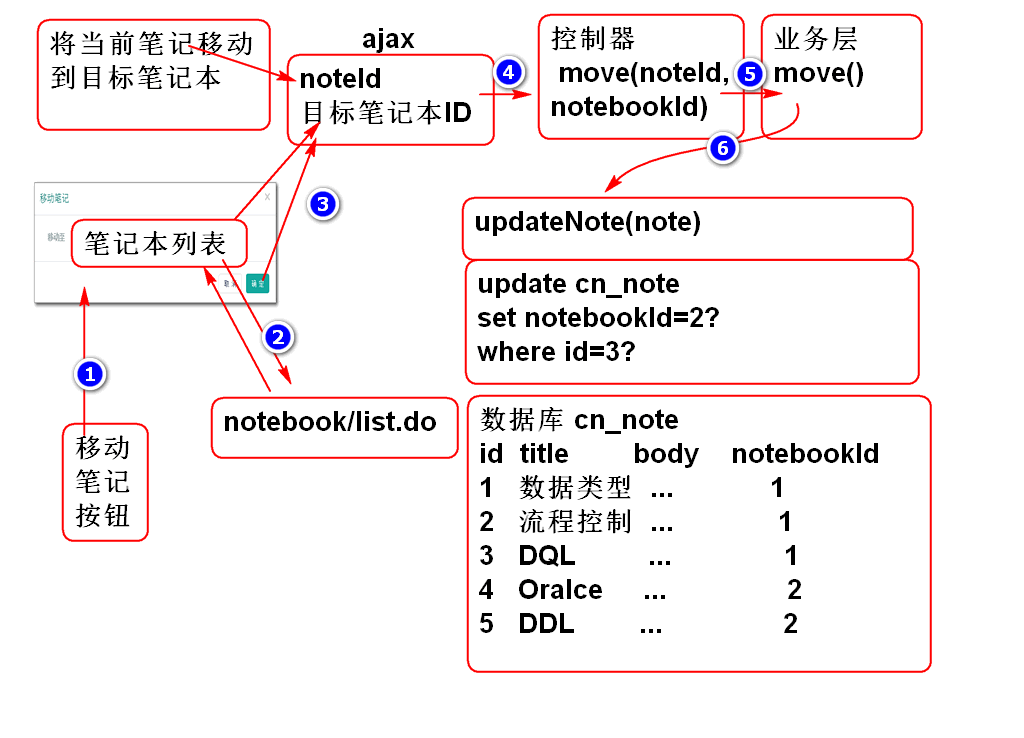 将当前笔记移动
到目标笔记本
ajax
noteId
目标笔记本ID
4
控制器
move(noteId,
notebookId)
5
业务层
move()
6
移动笔记
X
移动至
笔记本列表
确 定
3
updateNote(note)
update cn_note
set notebookId=2?
where id=3?
1
2
notebook/list.do
移动
笔记
按钮
数据库 cn_note
id title body notebookId
1 数据类型 ... 1
2 流程控制 ... 1
3 DQL ... 1
4 Oralce ... 2
5 DDL ... 2